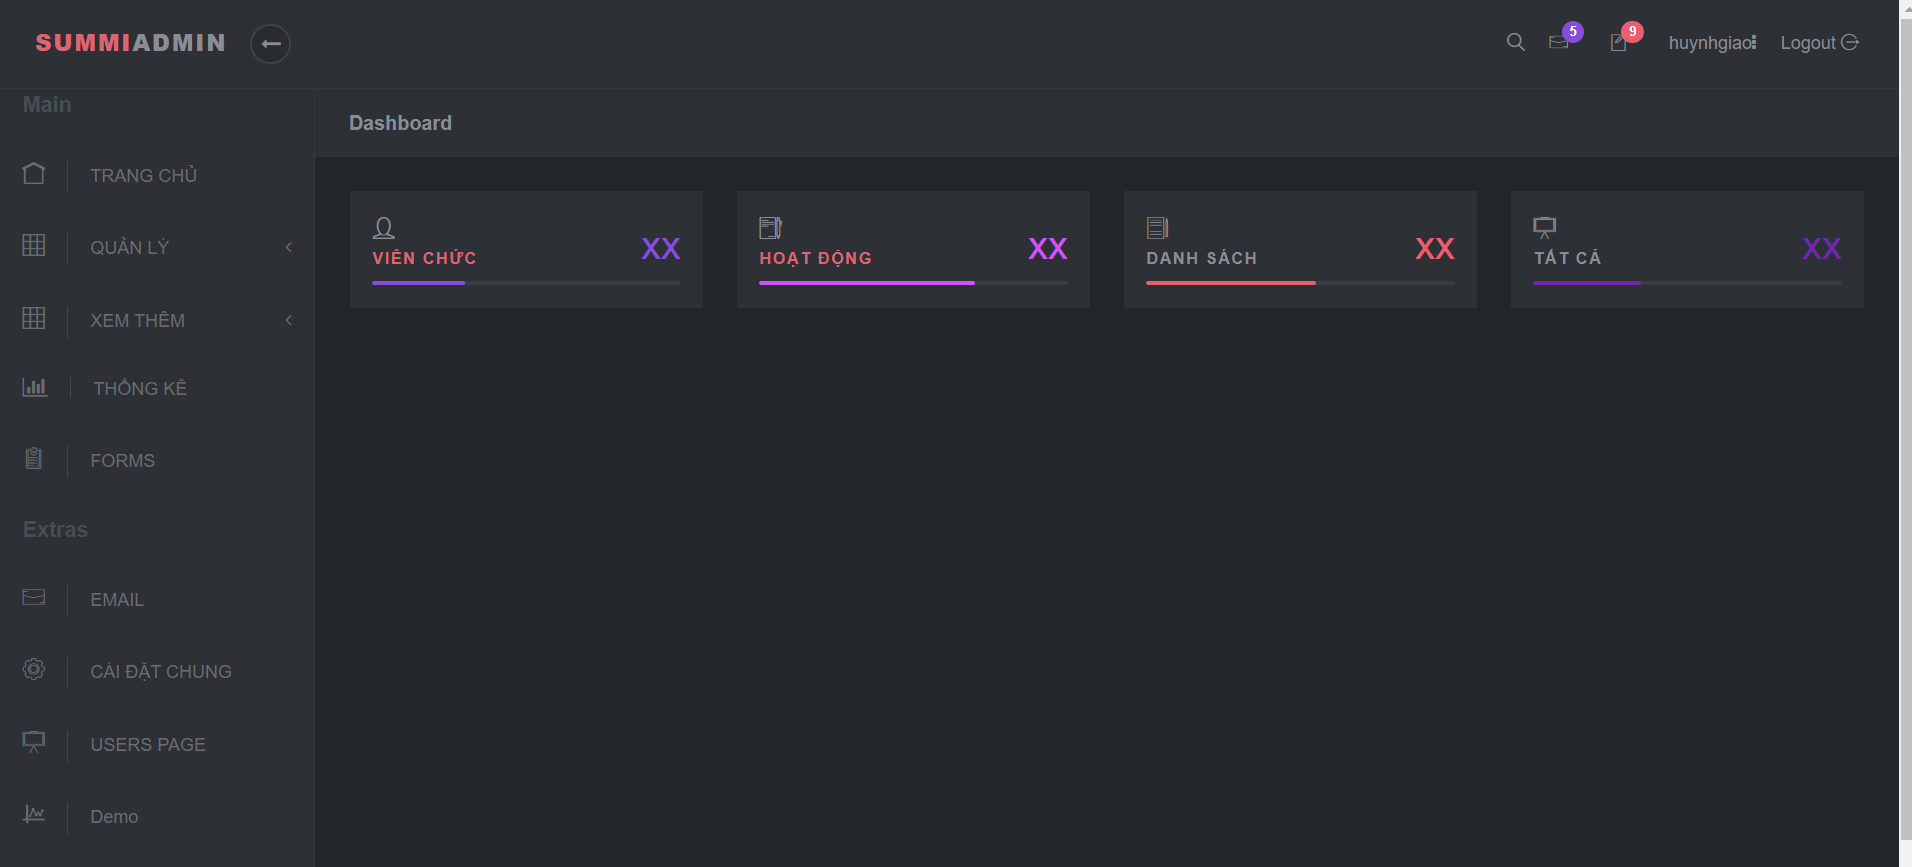 SUMMIADMIN
5
9
huynhgiao
Logout
Main
TRANG CHỦ
QUẢN LÝ
XEM THÊM
THỐNG KÊ
FORMS
Extras
EMAIL
CÀI ĐẶT CHUNG
USERS PAGE
Demo
Dashboard
VIÊN CHỨC
XX
HOẠT ĐỘNG
XX
DANH SÁCH
XX
TẤT CẢ
XX